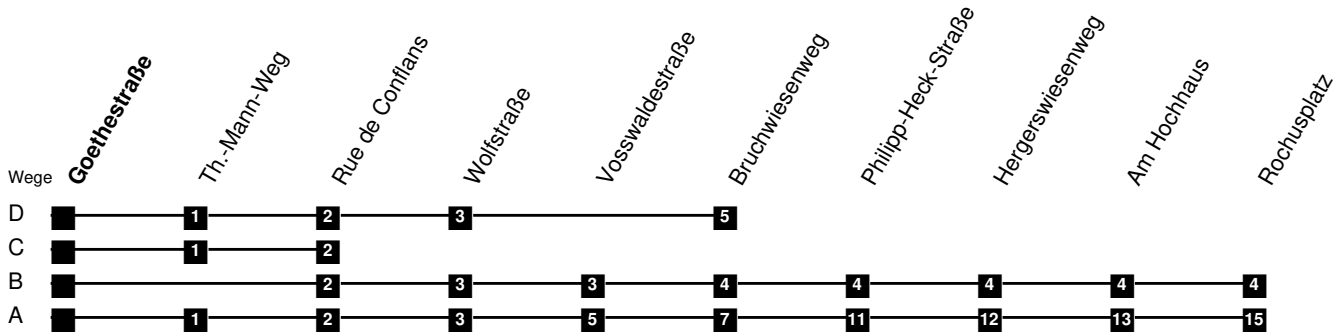 Goethestraße
Th.-Mann-Weg
Rue de Conflans
Wolfstraße
Vosswaldestraße
Bruchwiesenweg
Philipp-Heck-Straße
Hergerswiesenweg
Am Hochhaus
Rochusplatz
Wege
D 1 2 3 5
C 1 2
B 2 3 3 4 4 4 4 4
A 1 2 3 5 7 11 12 13 15